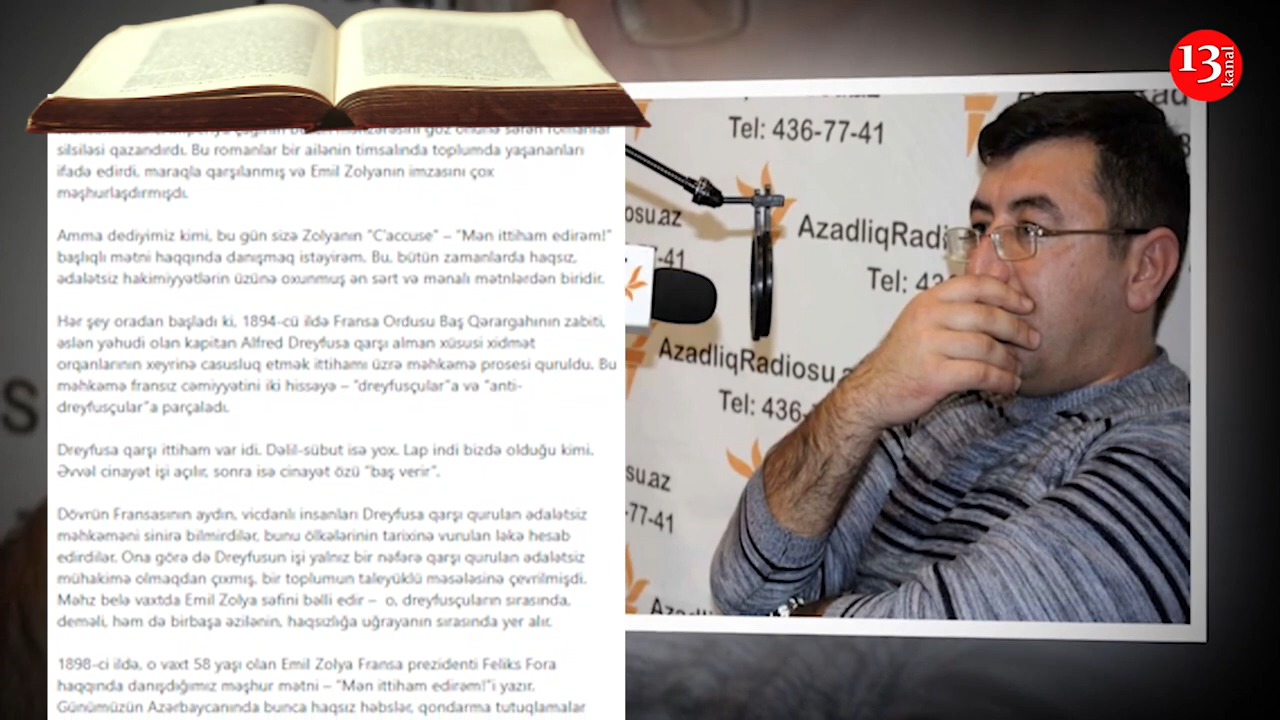 silsiləsi qazandırdı. Bu romanlar bir ailənin timsalında toplumda yaşananları
ifadə edirdi, maraqla qarşılanmış və Emil Zolyanın imzasını çox
məşhurlaşdırmışdı.
Amma dediyimiz kimi, bu gün sizə Zolyanın "C'accuse" – "Mən ittiham edirəm!"
başlıqlı mətni haqqında danışmaq istəyirəm. Bu, bütün zamanlarda haqsız,
ədalətsiz hakimiyyətlərin üzünə oxunmuş ən sərt və mənalı mətnlərdən biridir.
Hər şey oradan başladı ki, 1894-cü ildə Fransa Ordusu Baş Qərargahının zabiti,
əslən yəhudi olan kapitan Alfred Dreyfusa qarşı alman xüsusi xidmət
orqanlarının xeyrinə casusluq etmək ittihamı üzrə məhkəmə prosesi quruldu. Bu
məhkəmə fransız cəmiyyətini iki hissəyə – "dreyfusçular"a və "anti-
dreyfusçular"a parçaladı.
Dreyfusa qarşı ittiham var idi. Dəlil-sübut isə yox. Lap indi bizdə olduğu kimi.
Əvvəl cinayət işi açılır, sonra isə cinayət özü "baş verir".
Dövrün Fransasının aydın, vicdanlı insanları Dreyfusa qarşı qurulan ədalətsiz
məhkəməni sinirə bilmirdilər, bunu ölkələrinin tarixinə vurulan ləkə hesab
edirdilər. Ona görə də Dreyfusun işi yalnız bir nəfərə qarşı qurulan ədalətsiz
mühakimə olmaqdan çıxmış, bir toplumun taleyüklü məsələsinə çevrilmişdi.
Məhz belə vaxtda Emil Zolya səfini bəlli edir – o, dreyfusçuların sırasında,
deməli, həm də birbaşa əzilənin, haqsızlığa uğrayanın sırasında yer alır.
1898-ci ildə, o vaxt 58 yaşı olan Emil Zolya Fransa prezidenti Feliks Fora
haqqında danışdığımız məşhur mətni – "Mən ittiham edirəm!"i yazır.
Günümüzün Azərbaycanında bunca haqsız həbslər, qondarma tutuqlamalar
Tel: 436-77-41
osu.az
-41
AzadliqRadi
Tel: 43
AzadliqRadiosu.a
Tel: 436-
su.az
-77-41
Azadliq
13
kanal